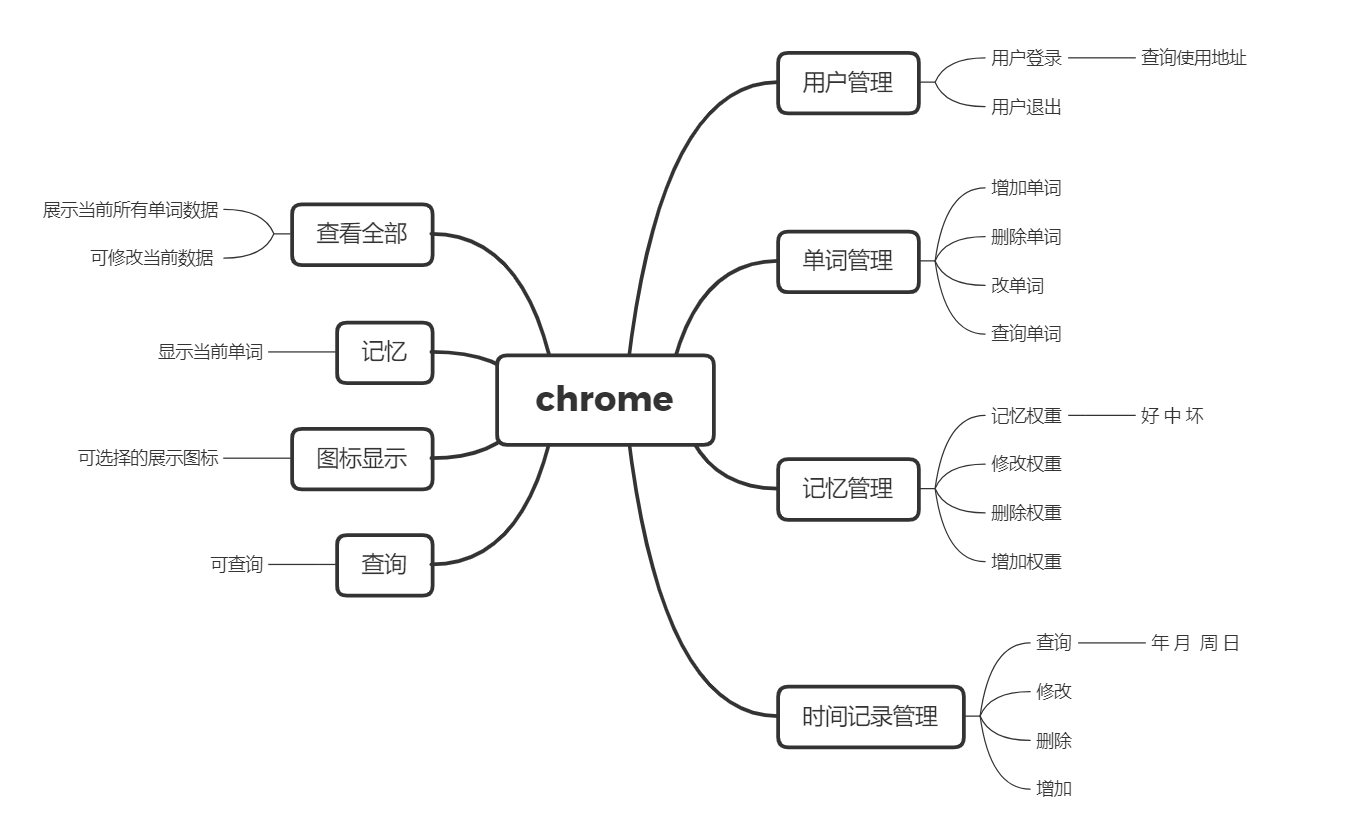 chrome
用户管理
用户登录
查询使用地址
用户退出
单词管理
增加单词
删除单词
改单词
查询单词
记忆管理
记忆权重
好 中 坏
修改权重
删除权重
增加权重
时间记录管理
查询
年 月 周 日
修改
删除
增加
查看全部
展示当前所有单词数据
可修改当前数据
记忆
显示当前单词
图标显示
可选择的展示图标
查询
可查询